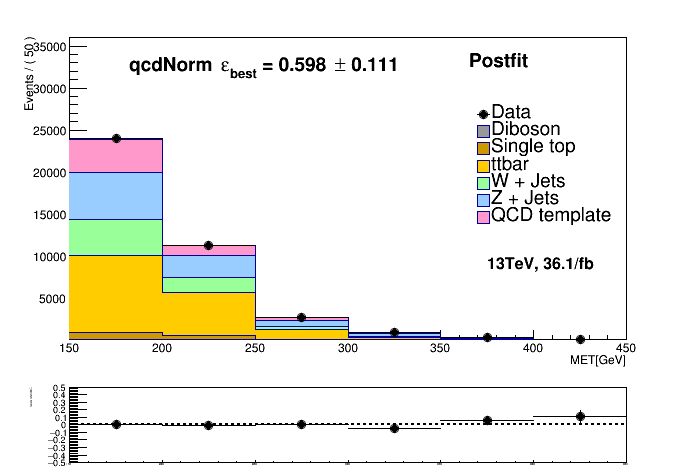 qcdNorm ε_best = 0.598 ± 0.111
Postfit
Events / ( 50 )
35000
30000
25000
20000
15000
10000
5000
Data
Diboson
Single top
ttbar
W + Jets
Z + Jets
QCD template
13TeV, 36.1/fb
150 200 250 300 350 400 450
MET[GeV]
0.5
0.4
0.3
0.2
0.1
0
−0.1
−0.2
−0.3
−0.4
−0.5